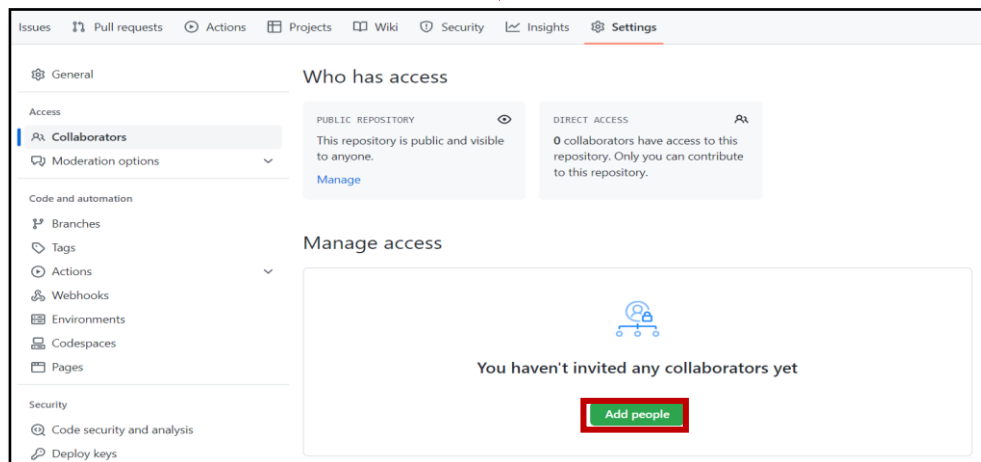 Issues Pull requests Actions Projects Wiki Security Insights Settings
General
Access
Collaborators
Moderation options
Code and automation
Branches
Tags
Actions
Webhooks
Environments
Codespaces
Pages
Security
Code security and analysis
Deploy keys
Who has access
PUBLIC REPOSITORY
This repository is public and visible
to anyone.
Manage
DIRECT ACCESS
0 collaborators have access to this
repository. Only you can contribute
to this repository.
Manage access
You haven't invited any collaborators yet
Add people